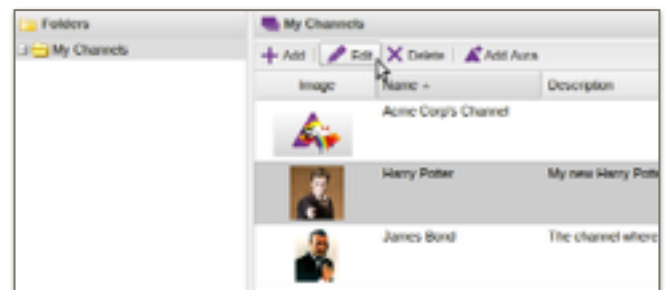 Folders
My Channels
My Channels
Add Edit Delete Add Aura
Image Name Description
Acme Corp's Channel
Harry Potter My new Harry Potte
James Bond The channel where